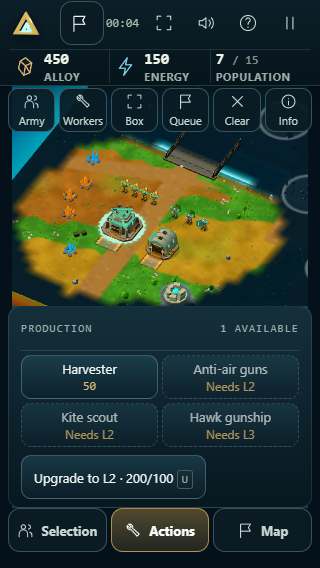 00:04
450
ALLOY
150
ENERGY
7 / 15
POPULATION
Army
Workers
Box
Queue
Clear
Info
PRODUCTION
1 AVAILABLE
Harvester
50
Anti-air guns
Needs L2
Kite scout
Needs L2
Hawk gunship
Needs L3
Upgrade to L2 · 200/100 U
Selection
Actions
Map